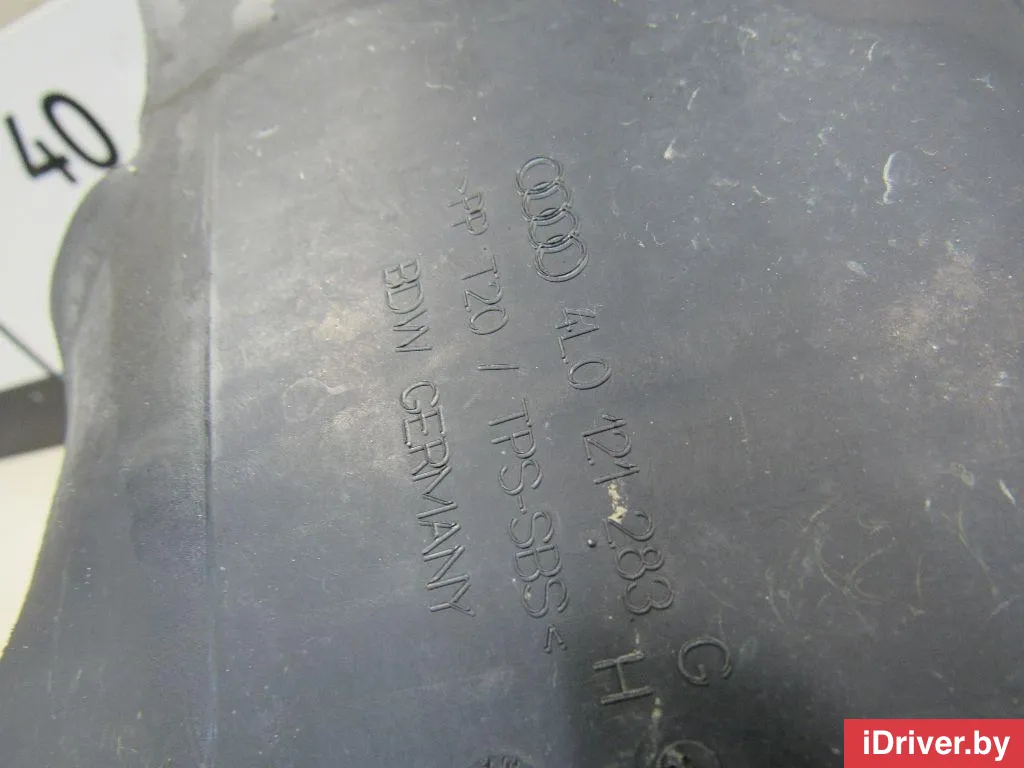 40
4L0 121 283 G
H
>PP T20 / TPS-SBS<
BDW GERMANY
iDriver.by